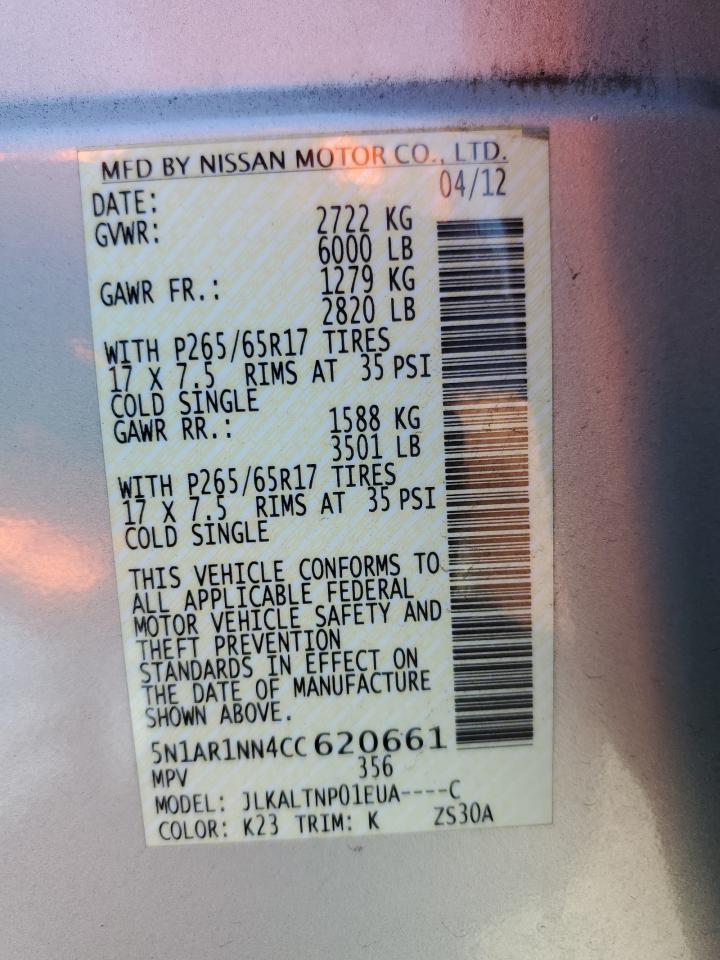 MFD BY NISSAN MOTOR CO., LTD.
DATE: 04/12
GVWR: 2722 KG
6000 LB
GAWR FR.: 1279 KG
2820 LB
WITH P265/65R17 TIRES
17 X 7.5 RIMS AT 35 PSI
COLD SINGLE
GAWR RR.: 1588 KG
3501 LB
WITH P265/65R17 TIRES
17 X 7.5 RIMS AT 35 PSI
COLD SINGLE
THIS VEHICLE CONFORMS TO
ALL APPLICABLE FEDERAL
MOTOR VEHICLE SAFETY AND
THEFT PREVENTION
STANDARDS IN EFFECT ON
THE DATE OF MANUFACTURE
SHOWN ABOVE.
5N1AR1NN4CC620661
MPV 356
MODEL: JLKALTNP01EUA----C
COLOR: K23 TRIM: K ZS30A